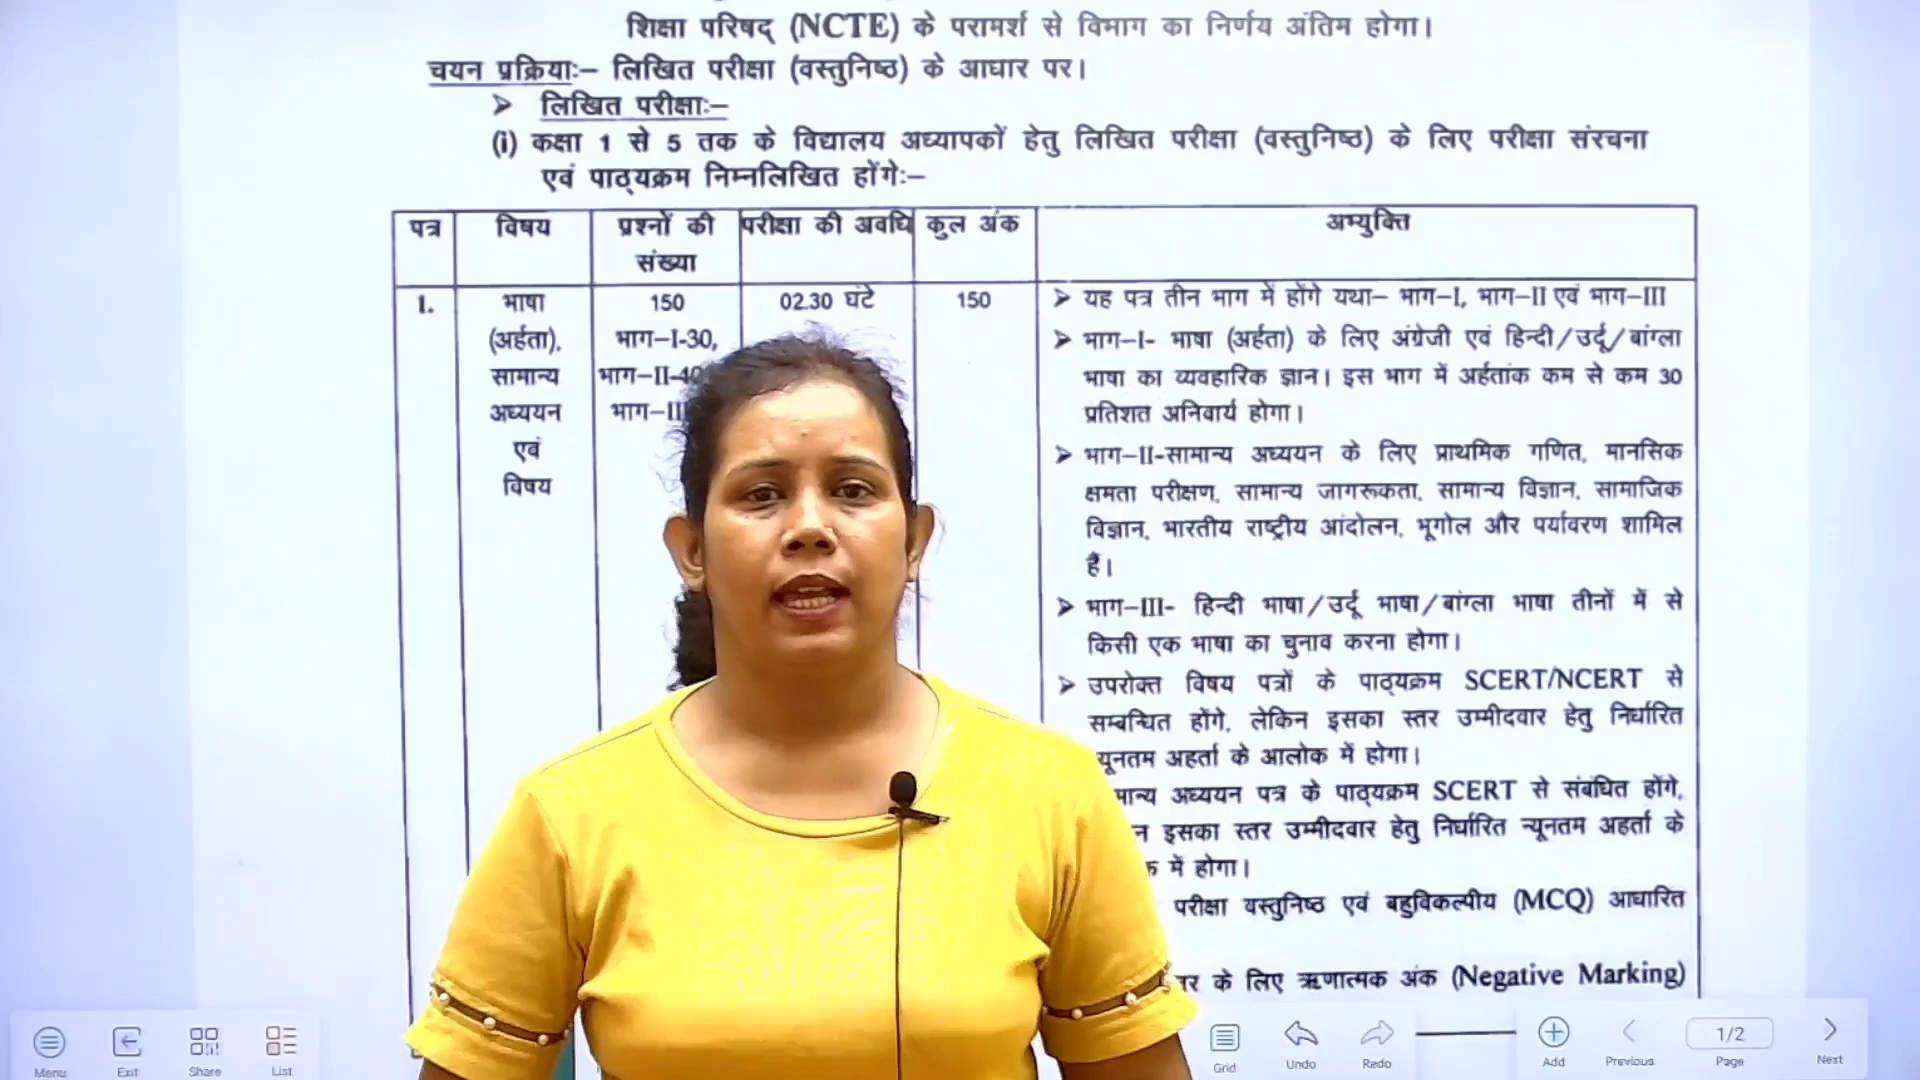 शिक्षा परिषद् (NCTE) के परामर्श से विभाग का निर्णय अंतिम होगा।
चयन प्रक्रियाः– लिखित परीक्षा (वस्तुनिष्ठ) के आधार पर।
➤ लिखित परीक्षाः–
(i) कक्षा 1 से 5 तक के विद्यालय अध्यापकों हेतु लिखित परीक्षा (वस्तुनिष्ठ) के लिए परीक्षा संरचना
एवं पाठ्यक्रम निम्नलिखित होंगेः–
पत्र
विषय
प्रश्नों की
संख्या
परीक्षा की अवधि
कुल अंक
अभ्युक्ति
I.
भाषा
(अर्हता),
सामान्य
अध्ययन
एवं
विषय
150
भाग–I-30,
भाग–II-40
भाग–II
02.30 घंटे
150
➤ यह पत्र तीन भाग में होंगे यथा– भाग–I, भाग–II एवं भाग–III
➤ भाग–I- भाषा (अर्हता) के लिए अंग्रेजी एवं हिन्दी/उर्दू/बांग्ला
भाषा का व्यवहारिक ज्ञान। इस भाग में अर्हतांक कम से कम 30
प्रतिशत अनिवार्य होगा।
➤ भाग–II-सामान्य अध्ययन के लिए प्राथमिक गणित, मानसिक
क्षमता परीक्षण, सामान्य जागरूकता, सामान्य विज्ञान, सामाजिक
विज्ञान, भारतीय राष्ट्रीय आंदोलन, भूगोल और पर्यावरण शामिल
हैं।
➤ भाग–III- हिन्दी भाषा/उर्दू भाषा/बांग्ला भाषा तीनों में से
किसी एक भाषा का चुनाव करना होगा।
➤ उपरोक्त विषय पत्रों के पाठ्यक्रम SCERT/NCERT से
सम्बन्धित होंगे, लेकिन इसका स्तर उम्मीदवार हेतु निर्धारित
यूनतम अहर्ता के आलोक में होगा।
मान्य अध्ययन पत्र के पाठ्यक्रम SCERT से संबंधित होंगे,
न इसका स्तर उम्मीदवार हेतु निर्धारित न्यूनतम अहर्ता के
क में होगा।
परीक्षा वस्तुनिष्ठ एवं बहुविकल्पीय (MCQ) आधारित
तर के लिए ऋणात्मक अंक (Negative Marking)
Menu
Exit
Share
List
Grid
Undo
Redo
Add
Previous
1/2
Page
Next